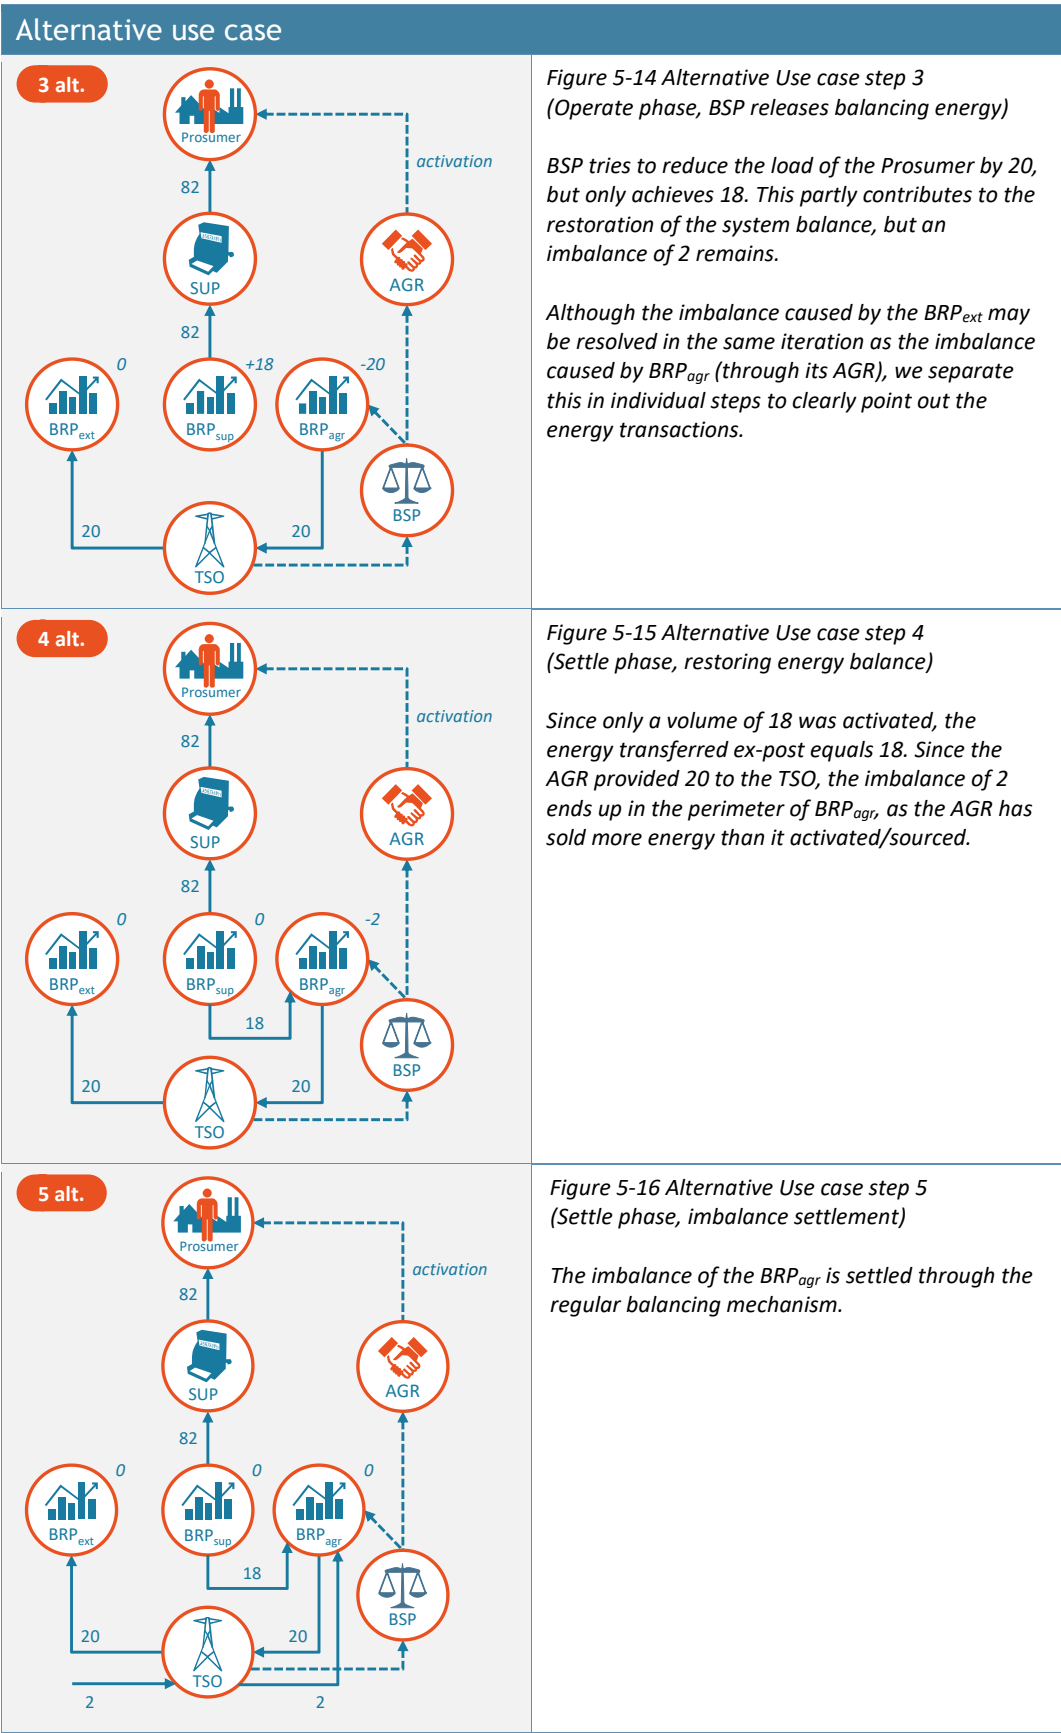 Alternative use case
3 alt.
Prosumer
activation
82
SUP
AGR
82
0
+18
-20
BRPext
BRPsup
BRPagr
BSP
20
20
TSO
Figure 5-14 Alternative Use case step 3
(Operate phase, BSP releases balancing energy)
BSP tries to reduce the load of the Prosumer by 20,
but only achieves 18. This partly contributes to the
restoration of the system balance, but an
imbalance of 2 remains.
Although the imbalance caused by the BRPext may
be resolved in the same iteration as the imbalance
caused by BRPagr (through its AGR), we separate
this in individual steps to clearly point out the
energy transactions.
4 alt.
Prosumer
activation
82
SUP
AGR
82
0
0
-2
BRPext
BRPsup
BRPagr
18
BSP
20
20
TSO
Figure 5-15 Alternative Use case step 4
(Settle phase, restoring energy balance)
Since only a volume of 18 was activated, the
energy transferred ex-post equals 18. Since the
AGR provided 20 to the TSO, the imbalance of 2
ends up in the perimeter of BRPagr, as the AGR has
sold more energy than it activated/sourced.
5 alt.
Prosumer
activation
82
SUP
AGR
82
0
0
0
BRPext
BRPsup
BRPagr
18
BSP
20
20
TSO
2
2
Figure 5-16 Alternative Use case step 5
(Settle phase, imbalance settlement)
The imbalance of the BRPagr is settled through the
regular balancing mechanism.